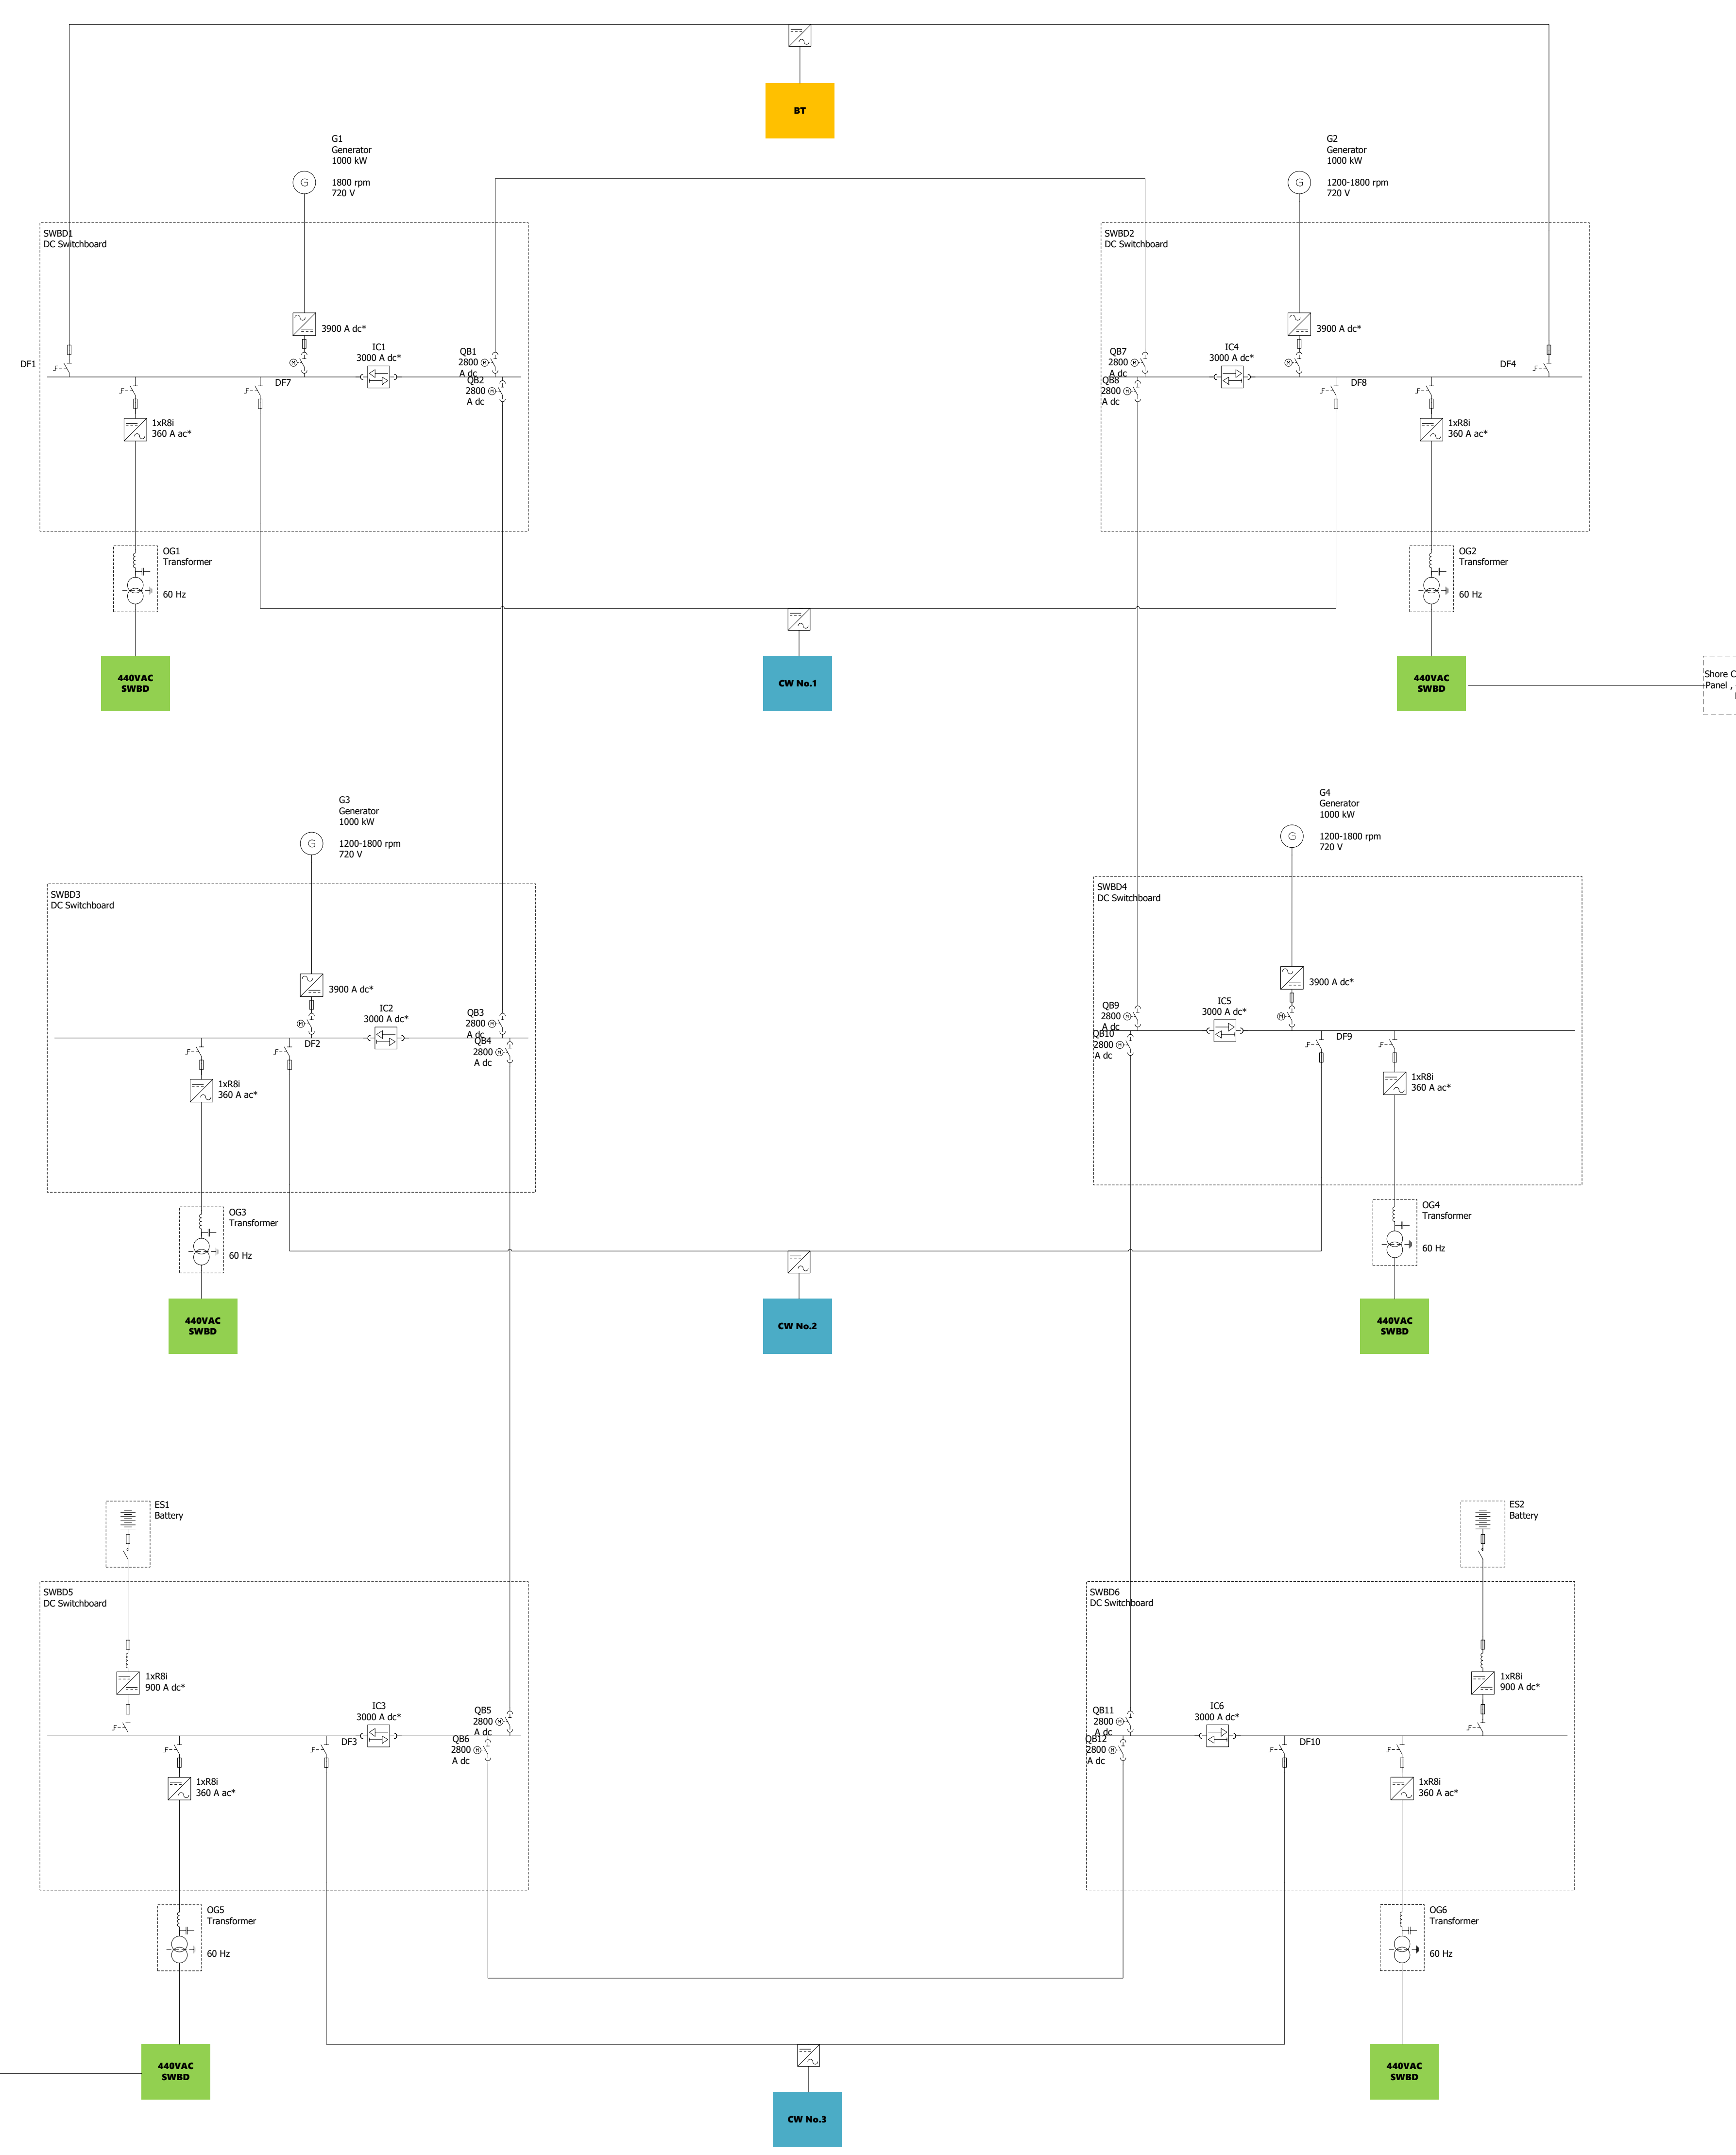 BT
G1
Generator
1000 kW
1800 rpm
720 V
G2
Generator
1000 kW
1200-1800 rpm
720 V
SWBD1
DC Switchboard
3900 A dc*
IC1
3000 A dc*
QB1
2800
A dc
QB2
2800
A dc
DF1
DF7
1xR8i
360 A ac*
SWBD2
DC Switchboard
3900 A dc*
QB7
2800
A dc
QB8
2800
A dc
IC4
3000 A dc*
DF4
DF8
1xR8i
360 A ac*
OG1
Transformer
60 Hz
OG2
Transformer
60 Hz
440VAC
SWBD
CW No.1
440VAC
SWBD
Shore C
Panel ,
G3
Generator
1000 kW
1200-1800 rpm
720 V
G4
Generator
1000 kW
1200-1800 rpm
720 V
SWBD3
DC Switchboard
3900 A dc*
IC2
3000 A dc*
QB3
2800
A dc
QB4
2800
A dc
DF2
1xR8i
360 A ac*
SWBD4
DC Switchboard
3900 A dc*
QB9
2800
A dc
QB10
2800
A dc
IC5
3000 A dc*
DF9
1xR8i
360 A ac*
OG3
Transformer
60 Hz
OG4
Transformer
60 Hz
440VAC
SWBD
CW No.2
440VAC
SWBD
ES1
Battery
ES2
Battery
SWBD5
DC Switchboard
1xR8i
900 A dc*
IC3
3000 A dc*
QB5
2800
A dc
QB6
2800
A dc
DF3
1xR8i
360 A ac*
SWBD6
DC Switchboard
1xR8i
900 A dc*
QB11
2800
A dc
QB12
2800
A dc
IC6
3000 A dc*
DF10
1xR8i
360 A ac*
OG5
Transformer
60 Hz
OG6
Transformer
60 Hz
440VAC
SWBD
440VAC
SWBD
CW No.3